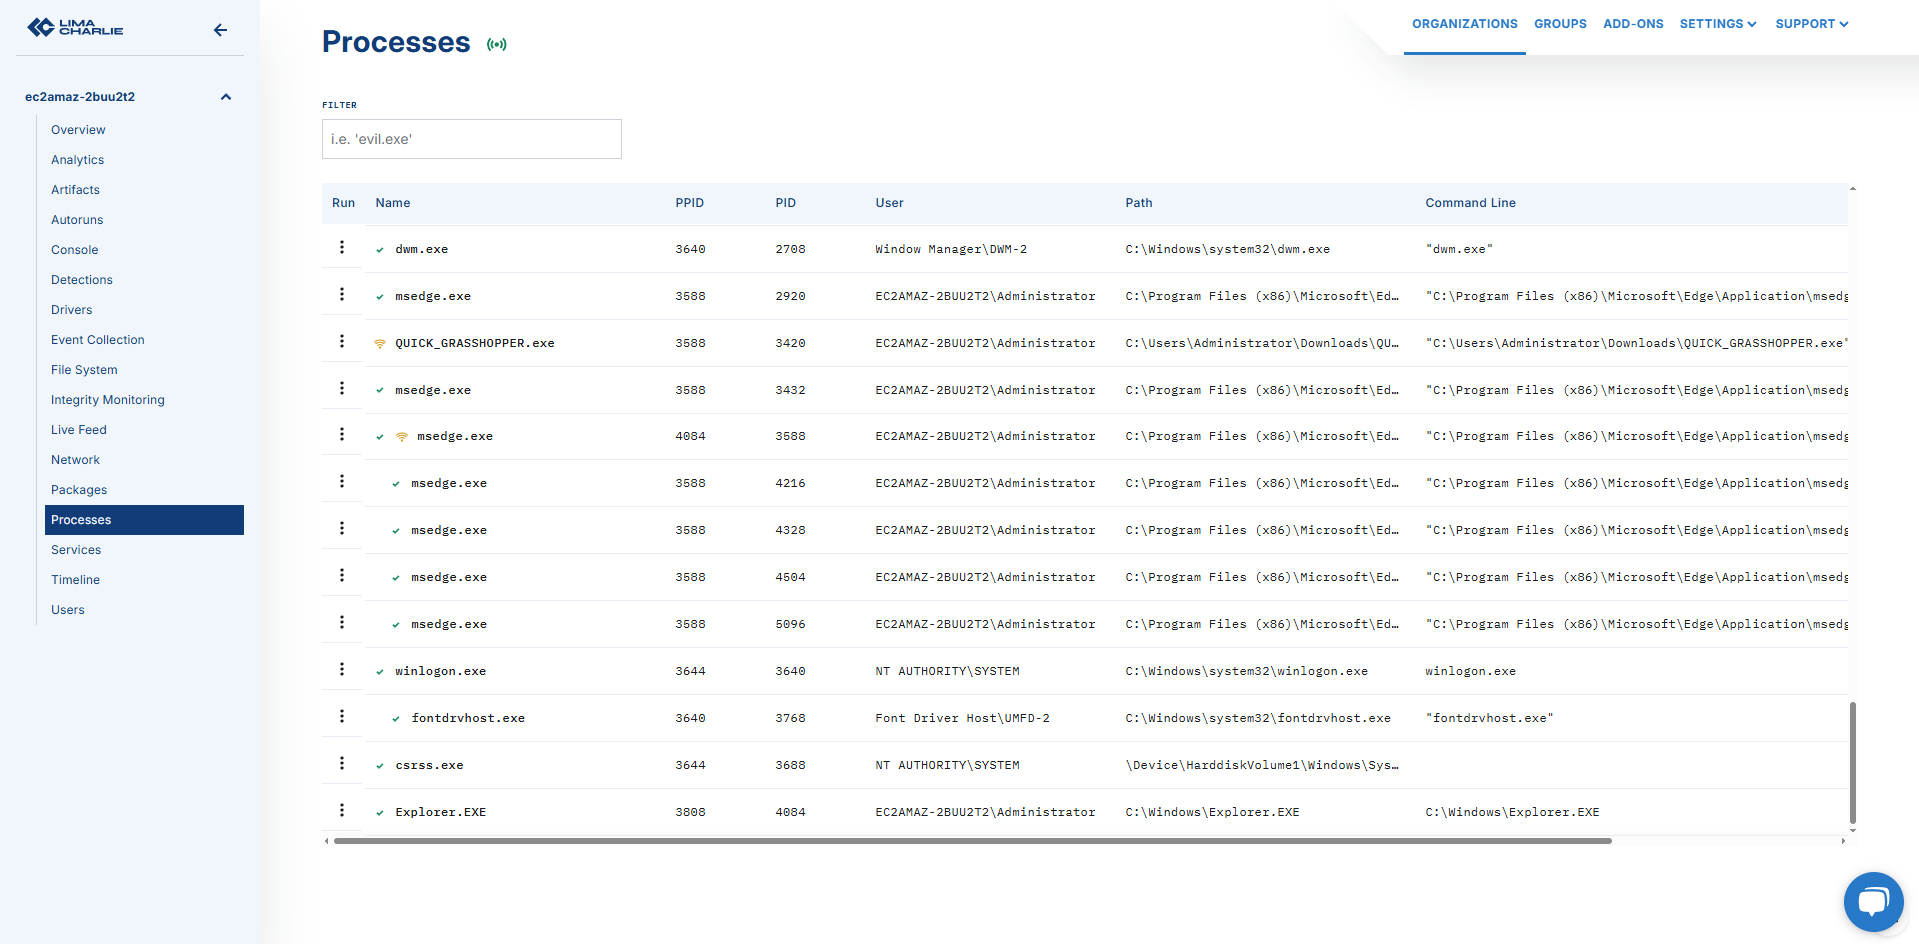 LIMA CHARLIE
ORGANIZATIONS GROUPS ADD-ONS SETTINGS SUPPORT
Processes
ec2amaz-2buu2t2
Overview
Analytics
Artifacts
Autoruns
Console
Detections
Drivers
Event Collection
File System
Integrity Monitoring
Live Feed
Network
Packages
Processes
Services
Timeline
Users
FILTER
i.e. 'evil.exe'
Run Name PPID PID User Path Command Line
dwm.exe 3640 2708 Window Manager\DWM-2 C:\Windows\system32\dwm.exe "dwm.exe"
msedge.exe 3588 2920 EC2AMAZ-2BUU2T2\Administrator C:\Program Files (x86)\Microsoft\Ed… "C:\Program Files (x86)\Microsoft\Edge\Application\msedg
QUICK_GRASSHOPPER.exe 3588 3420 EC2AMAZ-2BUU2T2\Administrator C:\Users\Administrator\Downloads\QU… "C:\Users\Administrator\Downloads\QUICK_GRASSHOPPER.exe"
msedge.exe 3588 3432 EC2AMAZ-2BUU2T2\Administrator C:\Program Files (x86)\Microsoft\Ed… "C:\Program Files (x86)\Microsoft\Edge\Application\msedg
msedge.exe 4084 3588 EC2AMAZ-2BUU2T2\Administrator C:\Program Files (x86)\Microsoft\Ed… "C:\Program Files (x86)\Microsoft\Edge\Application\msedg
msedge.exe 3588 4216 EC2AMAZ-2BUU2T2\Administrator C:\Program Files (x86)\Microsoft\Ed… "C:\Program Files (x86)\Microsoft\Edge\Application\msedg
msedge.exe 3588 4328 EC2AMAZ-2BUU2T2\Administrator C:\Program Files (x86)\Microsoft\Ed… "C:\Program Files (x86)\Microsoft\Edge\Application\msedg
msedge.exe 3588 4504 EC2AMAZ-2BUU2T2\Administrator C:\Program Files (x86)\Microsoft\Ed… "C:\Program Files (x86)\Microsoft\Edge\Application\msedg
msedge.exe 3588 5096 EC2AMAZ-2BUU2T2\Administrator C:\Program Files (x86)\Microsoft\Ed… "C:\Program Files (x86)\Microsoft\Edge\Application\msedg
winlogon.exe 3644 3640 NT AUTHORITY\SYSTEM C:\Windows\system32\winlogon.exe winlogon.exe
fontdrvhost.exe 3640 3768 Font Driver Host\UMFD-2 C:\Windows\system32\fontdrvhost.exe "fontdrvhost.exe"
csrss.exe 3644 3688 NT AUTHORITY\SYSTEM \Device\HarddiskVolume1\Windows\Sys…
Explorer.EXE 3808 4084 EC2AMAZ-2BUU2T2\Administrator C:\Windows\Explorer.EXE C:\Windows\Explorer.EXE